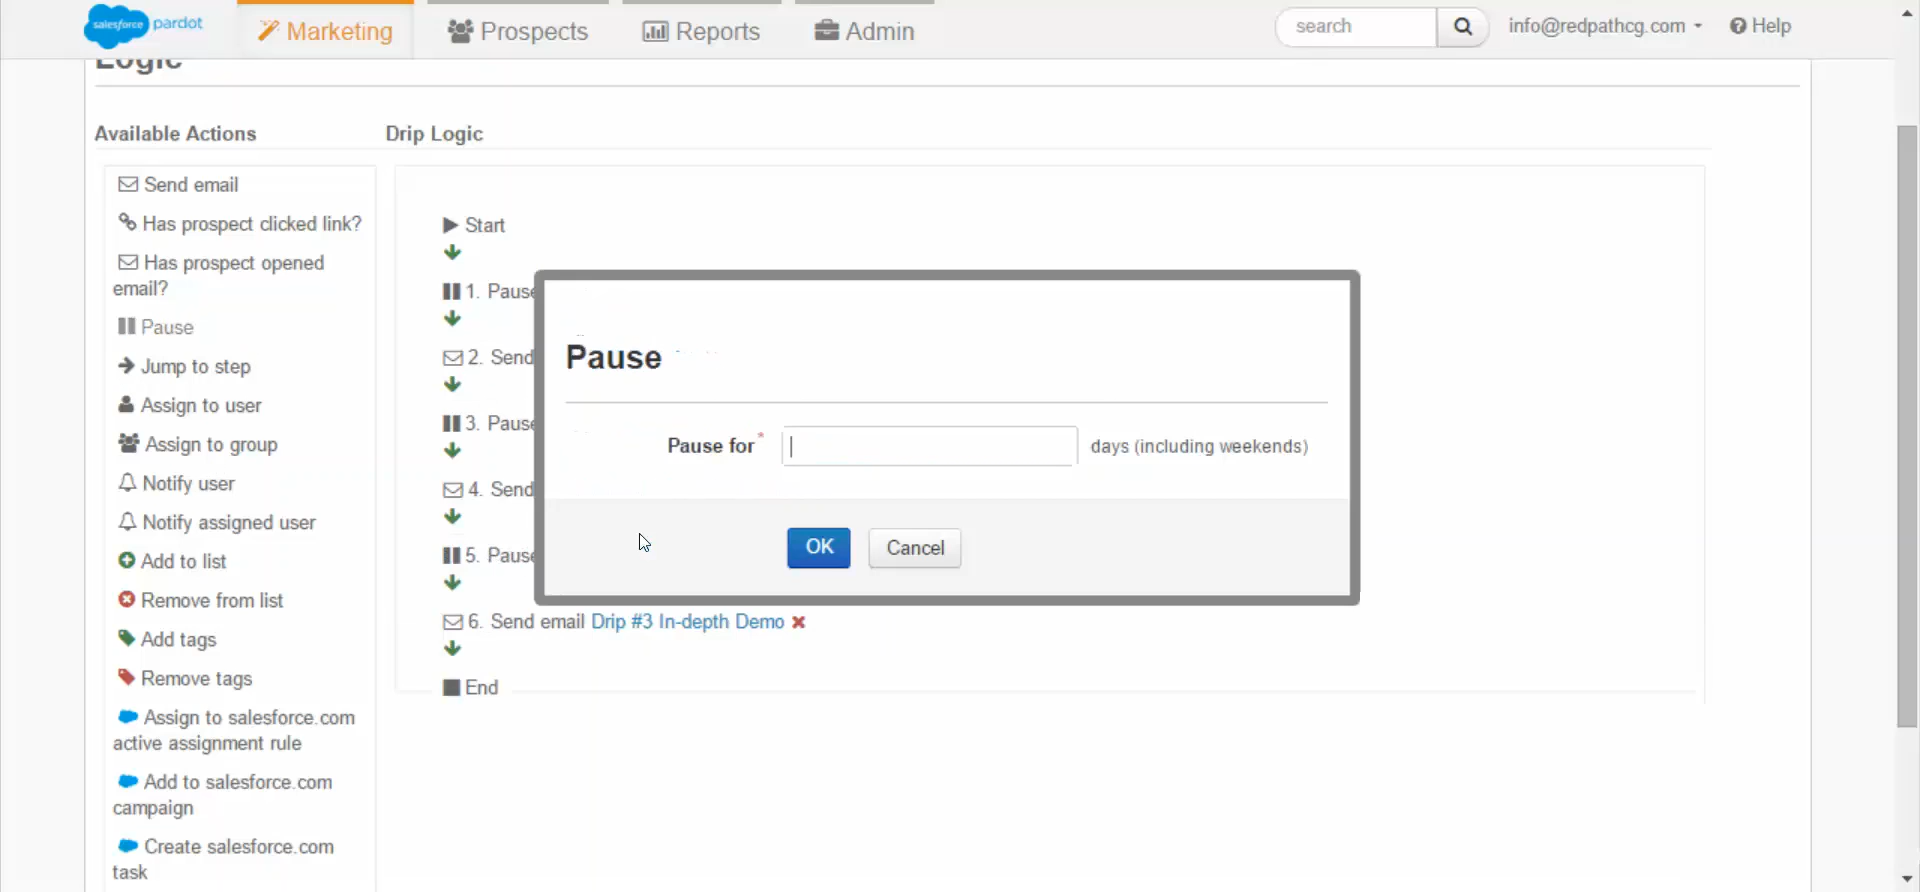 salesforce pardot
Marketing
Prospects
Reports
Admin
search
info@redpathcg.com
Help
Logic
Available Actions
Drip Logic
Send email
Has prospect clicked link?
Has prospect opened
email?
Pause
Jump to step
Assign to user
Assign to group
Notify user
Notify assigned user
Add to list
Remove from list
Add tags
Remove tags
Assign to salesforce.com
active assignment rule
Add to salesforce.com
campaign
Create salesforce.com
task
Start
1. Pause
2. Send
3. Pause
4. Send
5. Pause
6. Send email Drip #3 In-depth Demo
End
Pause
Pause for* days (including weekends)
OK
Cancel